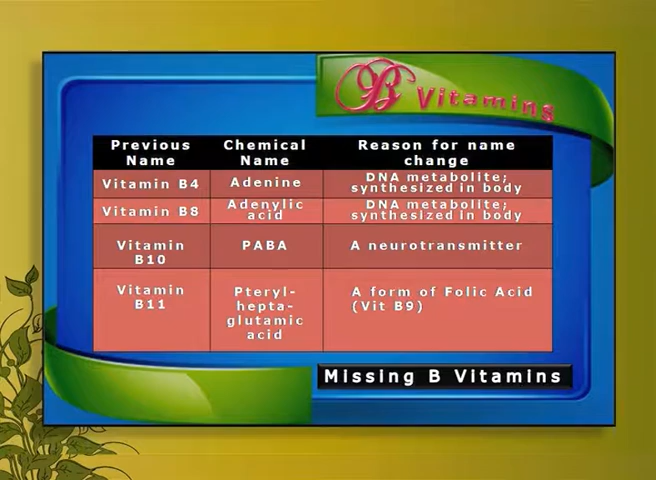 B Vitamins
Previous Name
Chemical Name
Reason for name change
Vitamin B4
Adenine
DNA metabolite; synthesized in body
Vitamin B8
Adenylic acid
DNA metabolite; synthesized in body
Vitamin B10
PABA
A neurotransmitter
Vitamin B11
Pteryl-hepta-glutamic acid
A form of Folic Acid (Vit B9)
Missing B Vitamins